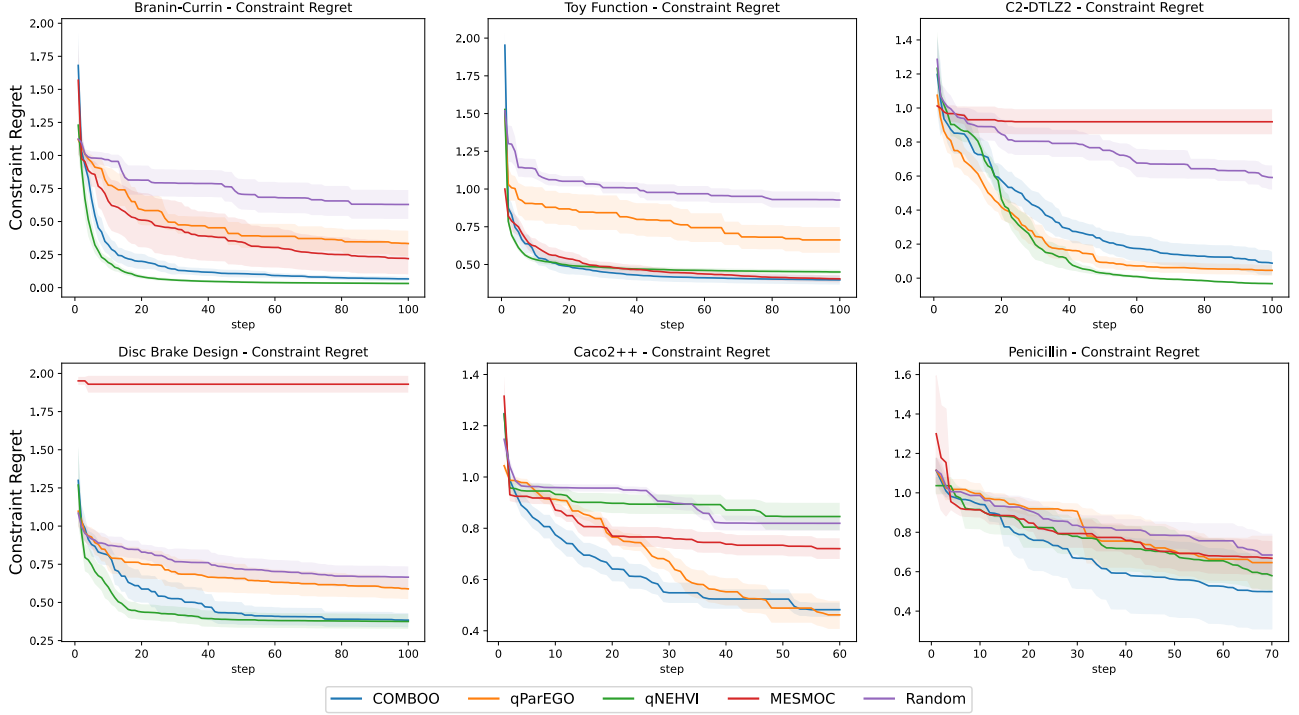 Branin-Currin - Constraint Regret
Toy Function - Constraint Regret
C2-DTLZ2 - Constraint Regret
Constraint Regret
2.00
1.75
1.50
1.25
1.00
0.75
0.50
0.25
0.00
0 20 40 60 80 100
step
2.00
1.75
1.50
1.25
1.00
0.75
0.50
0 20 40 60 80 100
step
1.4
1.2
1.0
0.8
0.6
0.4
0.2
0.0
0 20 40 60 80 100
step
Disc Brake Design - Constraint Regret
Caco2++ - Constraint Regret
Penicillin - Constraint Regret
Constraint Regret
2.00
1.75
1.50
1.25
1.00
0.75
0.50
0.25
0 20 40 60 80 100
step
1.4
1.2
1.0
0.8
0.6
0.4
0 10 20 30 40 50 60
step
1.6
1.4
1.2
1.0
0.8
0.6
0.4
0 10 20 30 40 50 60 70
step
COMBOO qParEGO qNEHVI MESMOC Random